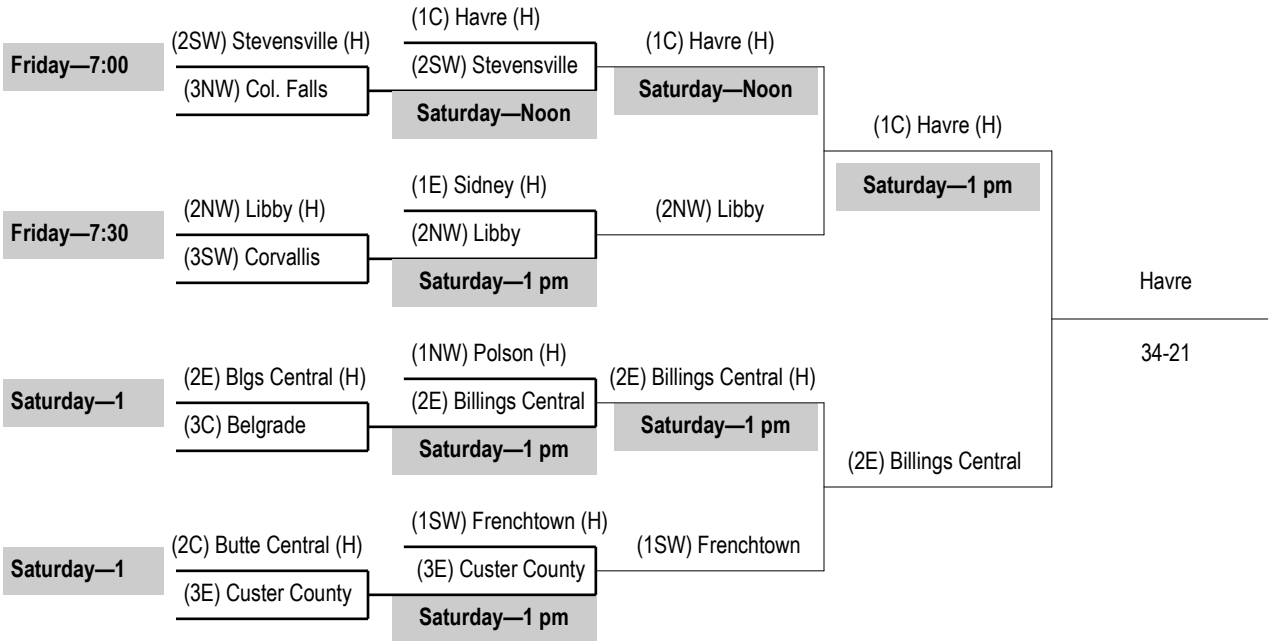 (1C) Havre (H)
(2SW) Stevensville (H)
(1C) Havre (H)
Friday—7:00
(2SW) Stevensville
(3NW) Col. Falls
Saturday—Noon
Saturday—Noon
(1C) Havre (H)
(1E) Sidney (H)
Saturday—1 pm
(2NW) Libby (H)
(2NW) Libby
Friday—7:30
(2NW) Libby
(3SW) Corvallis
Saturday—1 pm
Havre
(1NW) Polson (H)
34-21
(2E) Blgs Central (H)
(2E) Billings Central (H)
Saturday—1
(2E) Billings Central
(3C) Belgrade
Saturday—1 pm
Saturday—1 pm
(2E) Billings Central
(1SW) Frenchtown (H)
(2C) Butte Central (H)
(1SW) Frenchtown
Saturday—1
(3E) Custer County
(3E) Custer County
Saturday—1 pm